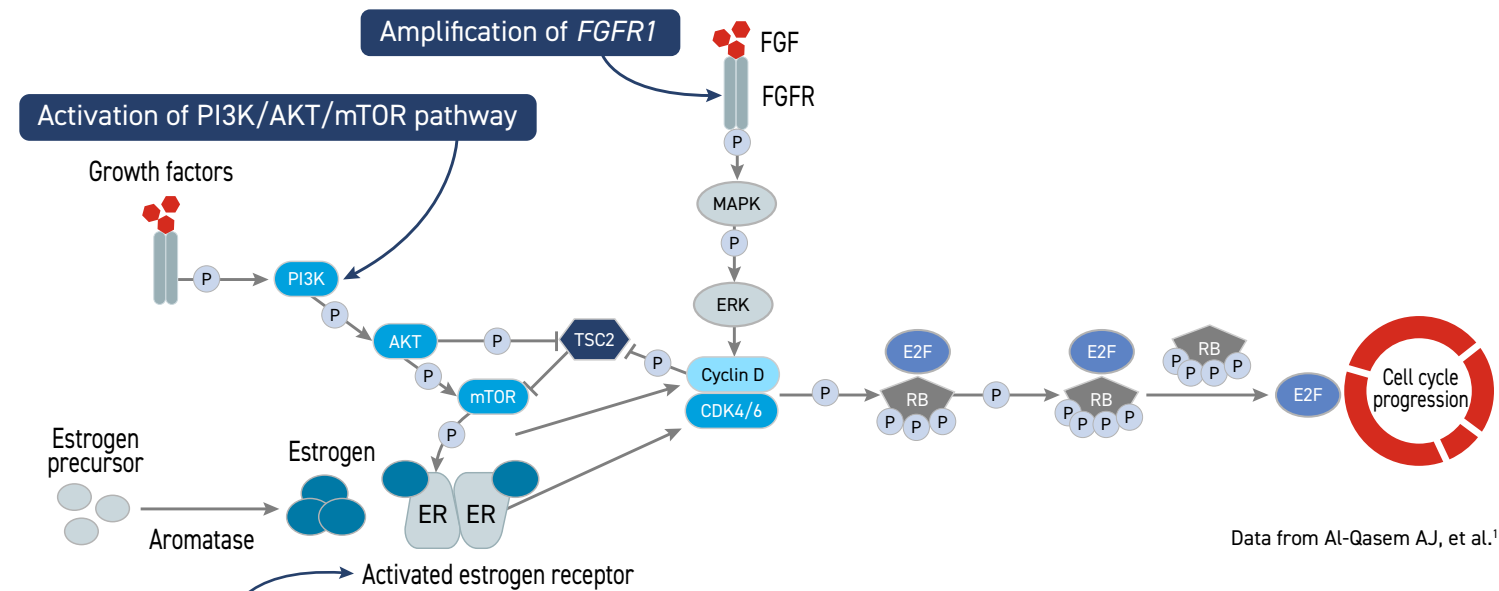 Amplification of FGFR1
FGF
FGFR
Activation of PI3K/AKT/mTOR pathway
P
Growth factors
MAPK
P
P
PI3K
ERK
P
AKT
P
TSC2
P
P
mTOR
Cyclin D
CDK4/6
P
P
E2F
RB
P
P
P
P
E2F
RB
P
P
P
P
RB
P
P
P
P
E2F
Cell cycle
progression
Estrogen
precursor
Aromatase
Estrogen
ER
ER
Activated estrogen receptor
Data from Al-Qasem AJ, et al.¹